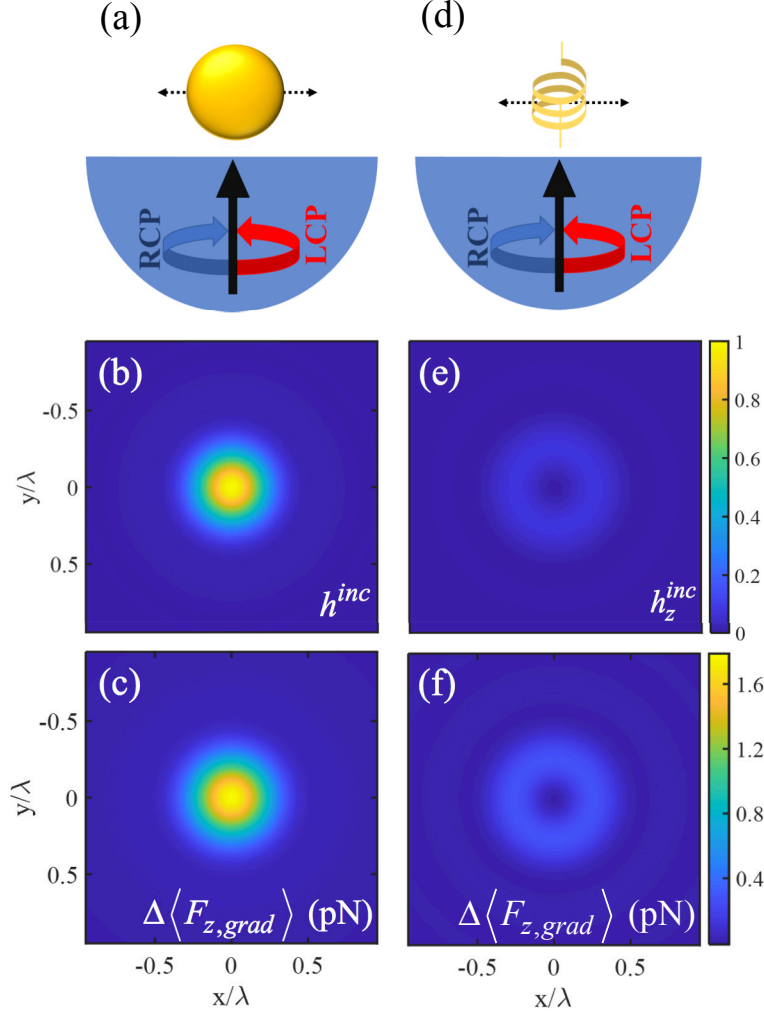 (a)
(d)
RCP
LCP
RCP
LCP
(b)
(e)
1
0.8
0.6
0.4
0.2
0
-0.5
0
0.5
y/λ
h^{inc}
h_z^{inc}
(c)
(f)
1.6
1.2
0.8
0.4
-0.5
0
0.5
y/λ
Δ⟨F_{z,grad}⟩ (pN)
Δ⟨F_{z,grad}⟩ (pN)
-0.5 0 0.5
-0.5 0 0.5
x/λ
x/λ